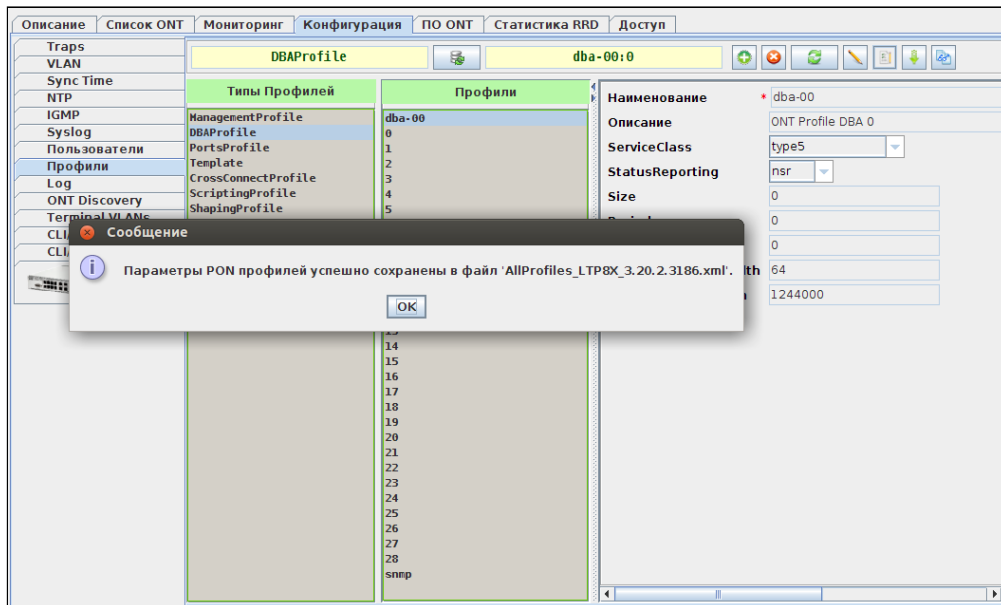 Описание Список ONT Мониторинг Конфигурация ПО ONT Статистика RRD Доступ
Traps
VLAN
Sync Time
NTP
IGMP
Syslog
Пользователи
Профили
Log
ONT Discovery
Terminal VLANs
DBAProfile
dba-00:0
Типы Профилей
ManagementProfile
DBAProfile
PortsProfile
Template
CrossConnectProfile
ScriptingProfile
ShapingProfile
Профили
dba-00
0
1
2
3
4
5
Наименование * dba-00
Описание ONT Profile DBA 0
ServiceClass type5
StatusReporting nsr
Size 0
0
0
64
1244000
Сообщение
Параметры PON профилей успешно сохранены в файл 'AllProfiles_LTP8X_3.20.2.3186.xml'.
OK
14
15
16
17
18
19
20
21
22
23
24
25
26
27
28
snmp